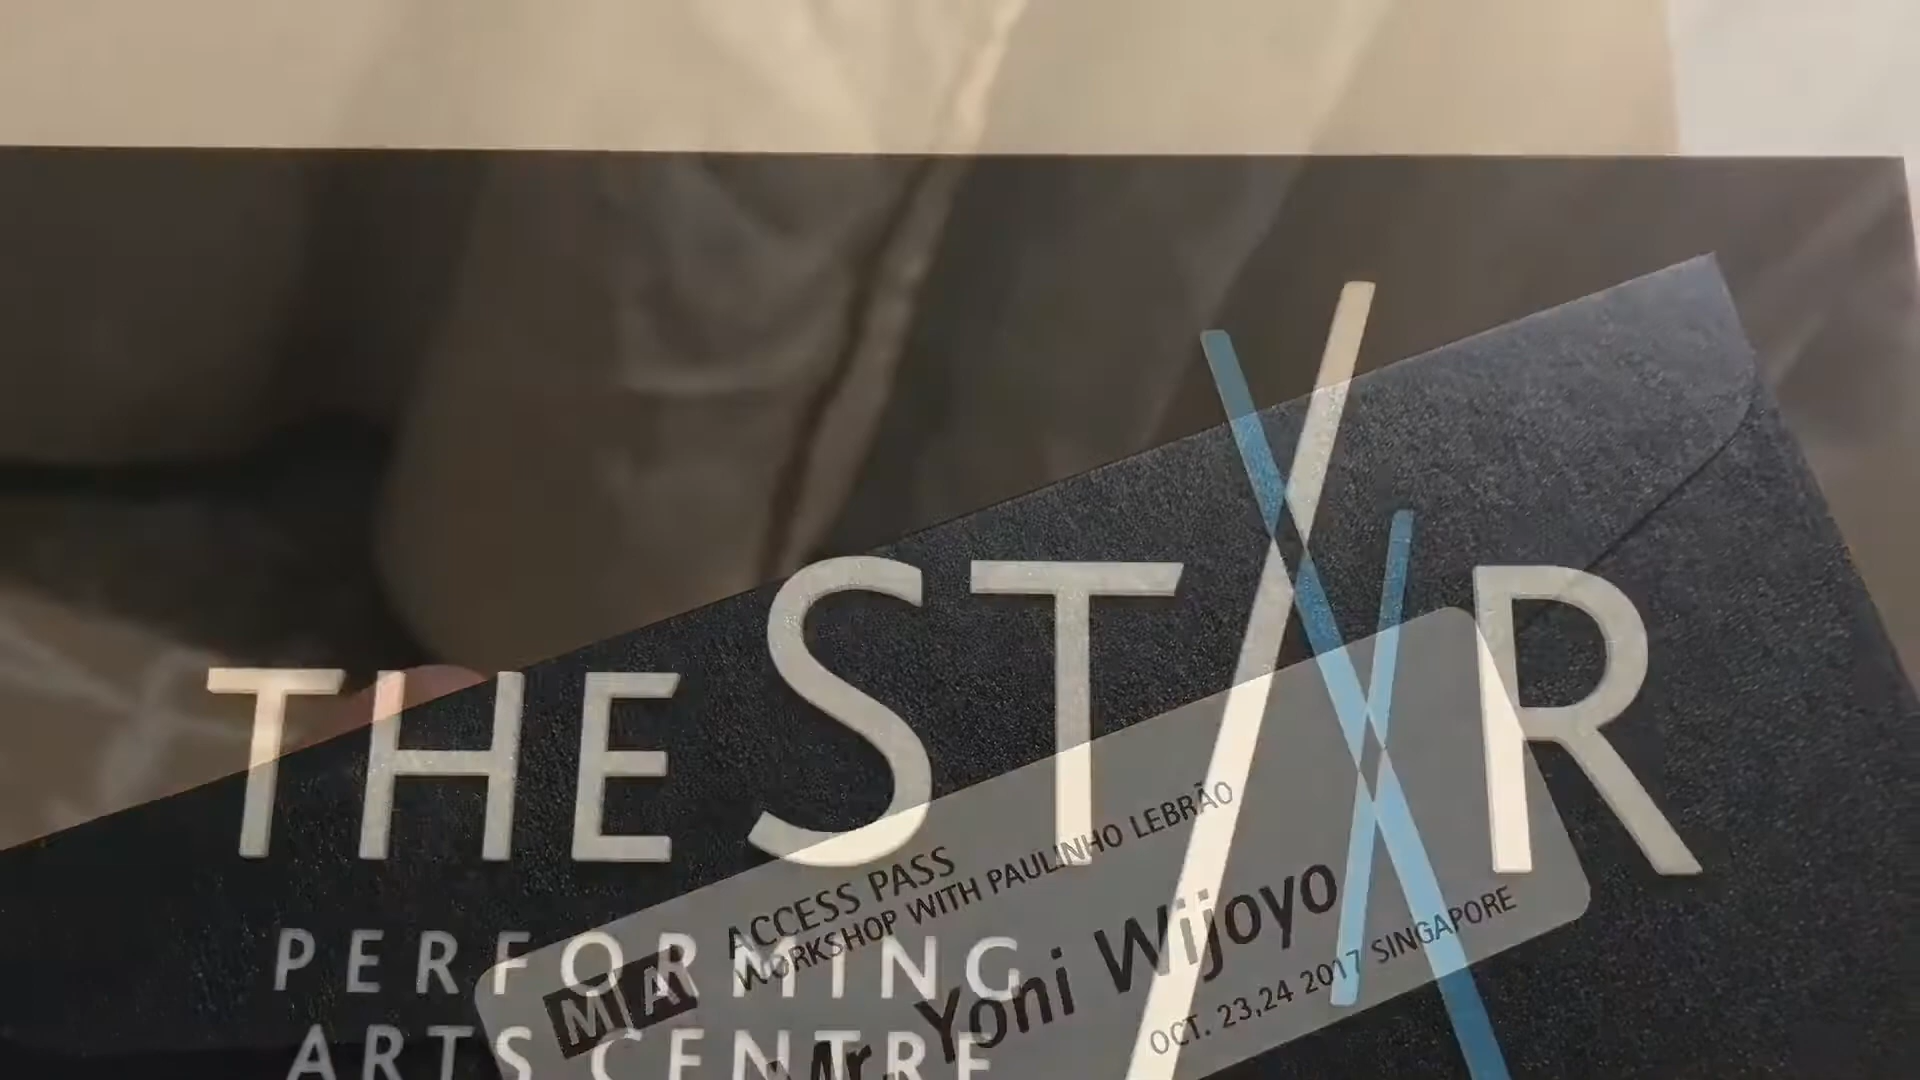 THE STAR
PERFORMING
ARTS CENTRE
MA
ACCESS PASS
WORKSHOP WITH PAULINHO LEBRÃO
Mr. Yoni Wijoyo
OCT. 23,24 2017 SINGAPORE